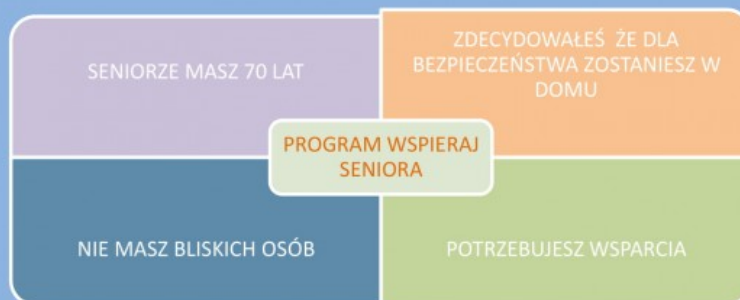 SENIORZE MASZ 70 LAT
ZDECYDOWAŁEŚ ŻE DLA
BEZPIECZEŃSTWA ZOSTANIESZ W
DOMU
PROGRAM WSPIERAJ
SENIORA
NIE MASZ BLISKICH OSÓB
POTRZEBUJESZ WSPARCIA